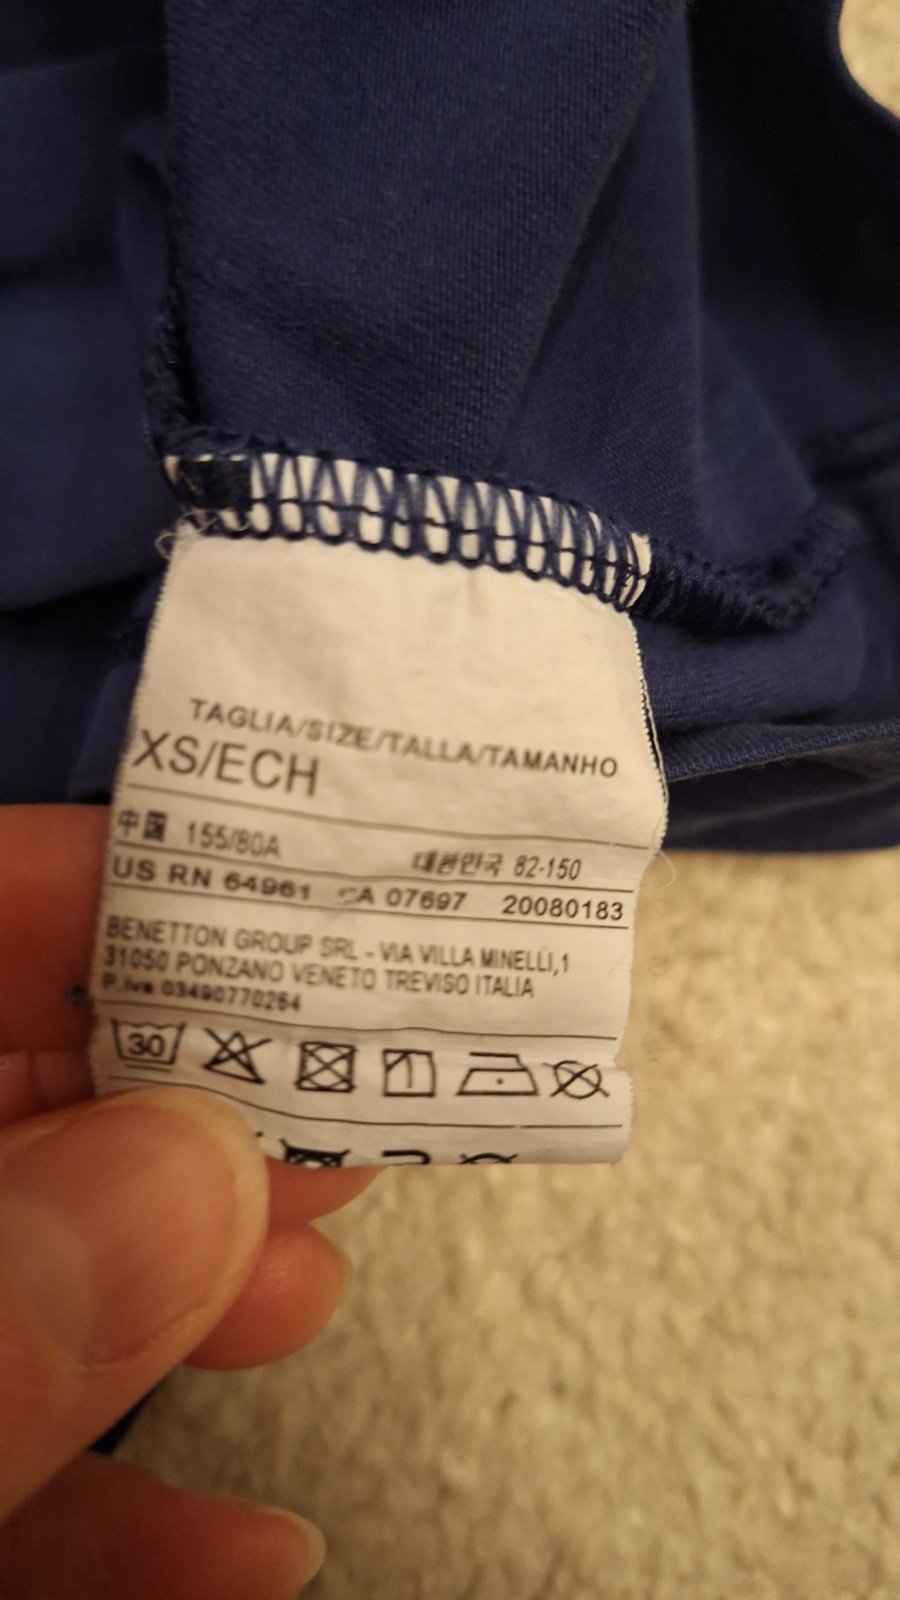 TAGLIA/SIZE/TALLA/TAMANHO
XS/ECH
中国 155/80A 대한민국 82-150
US RN 64961 CA 07697 20080183
BENETTON GROUP SRL - VIA VILLA MINELLI,1
31050 PONZANO VENETO TREVISO ITALIA
P.iva 03490770264
30